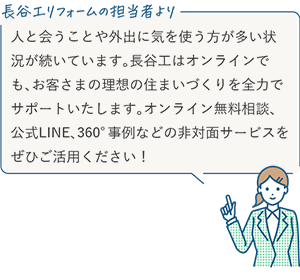 長谷工リフォームの担当者より
人と会うことや外出に気を使う方が多い状
況が続いています。長谷工はオンラインで
も、お客さまの理想の住まいづくりを全力で
サポートいたします。オンライン無料相談、
公式LINE、360°事例などの非対面サービスを
ぜひご活用ください！